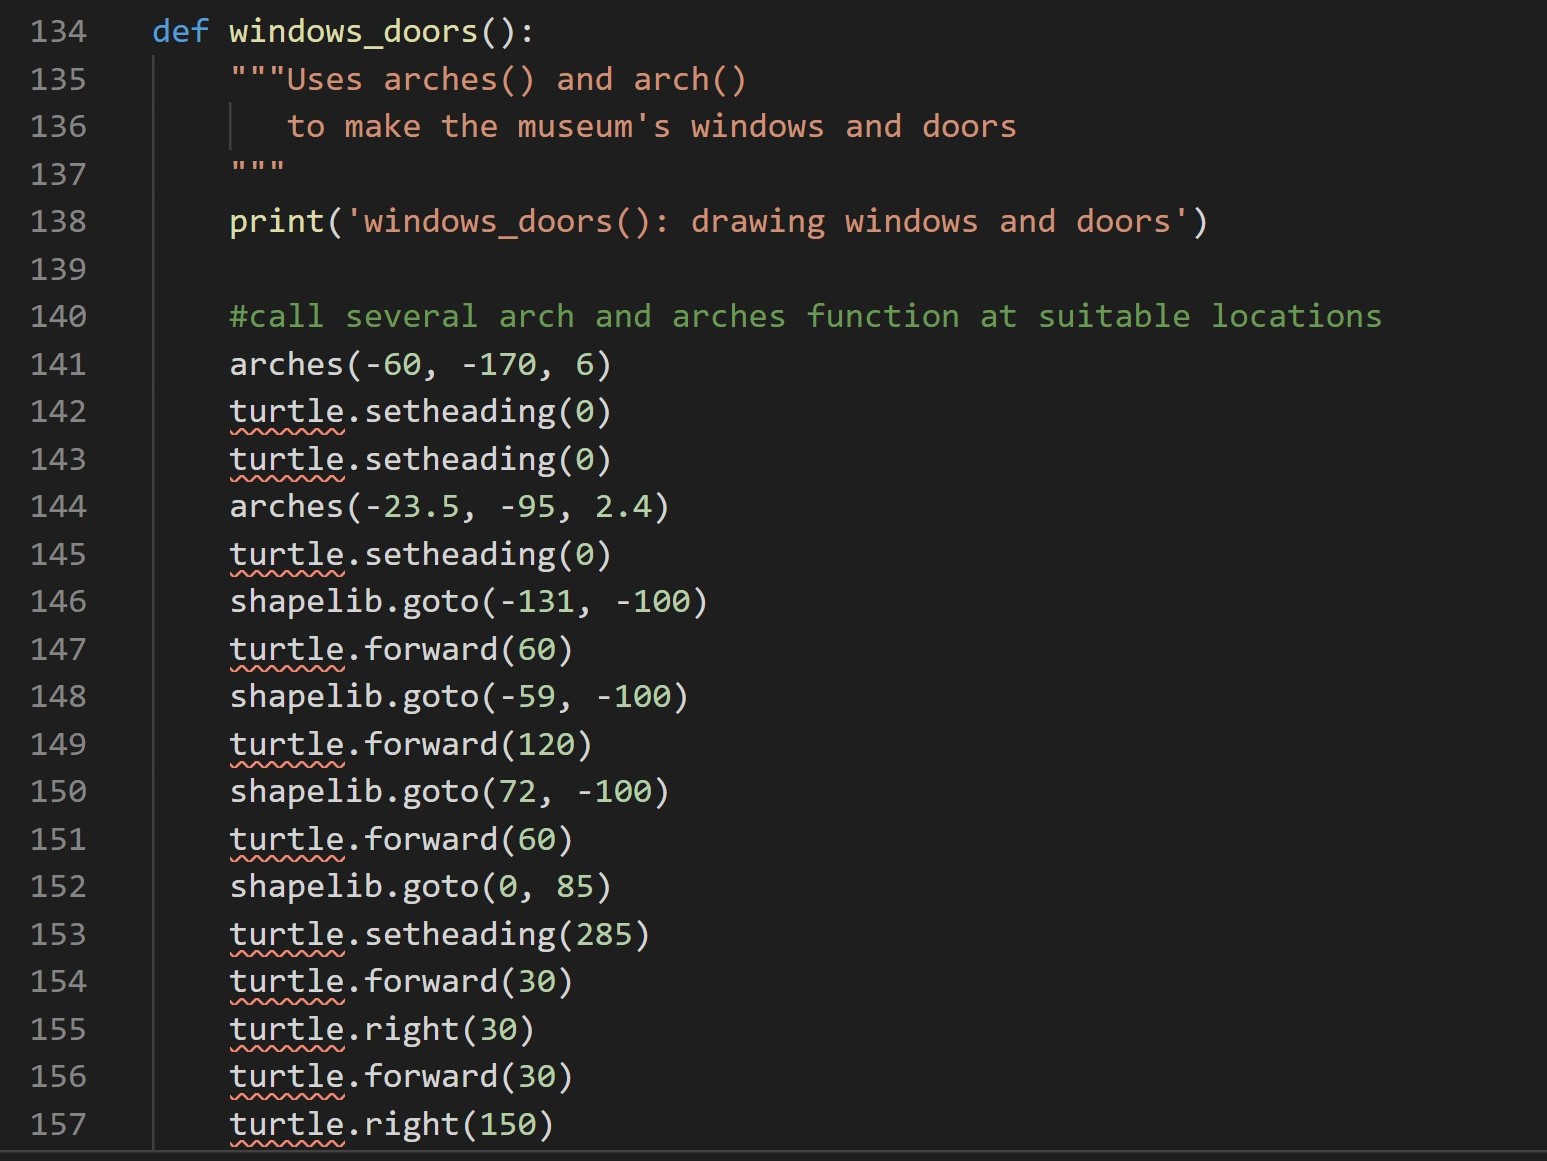 134 def windows_doors():
135 """Uses arches() and arch()
136 to make the museum's windows and doors
137 """
138 print('windows_doors(): drawing windows and doors')
139
140 #call several arch and arches function at suitable locations
141 arches(-60, -170, 6)
142 turtle.setheading(0)
143 turtle.setheading(0)
144 arches(-23.5, -95, 2.4)
145 turtle.setheading(0)
146 shapelib.goto(-131, -100)
147 turtle.forward(60)
148 shapelib.goto(-59, -100)
149 turtle.forward(120)
150 shapelib.goto(72, -100)
151 turtle.forward(60)
152 shapelib.goto(0, 85)
153 turtle.setheading(285)
154 turtle.forward(30)
155 turtle.right(30)
156 turtle.forward(30)
157 turtle.right(150)